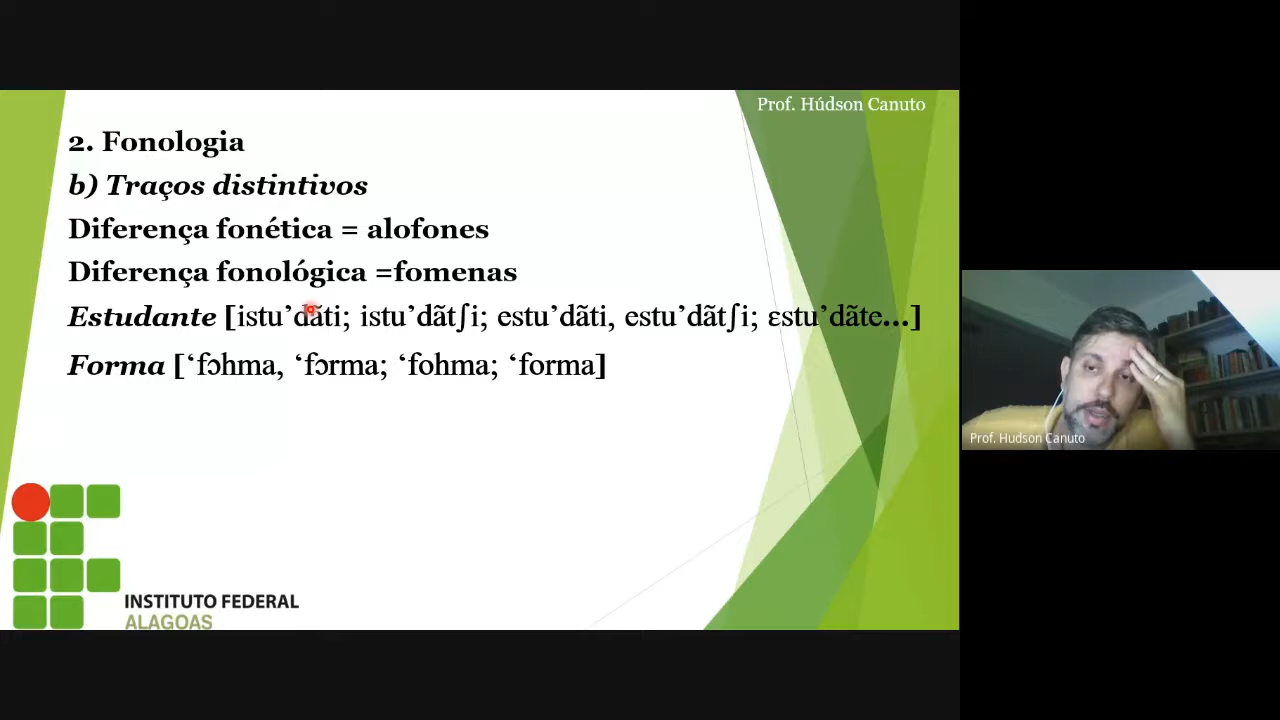 Prof. Húdson Canuto
2. Fonologia
b) Traços distintivos
Diferença fonética = alofones
Diferença fonológica =fomenas
Estudante [istu’dãti; istu’dãtʃi; estu’dãti, estu’dãtʃi; ɛstu’dãte...]
Forma [‘fɔhma, ‘fɔrma; ‘fohma; ‘forma]
INSTITUTO FEDERAL
ALAGOAS
Prof. Hudson Canuto